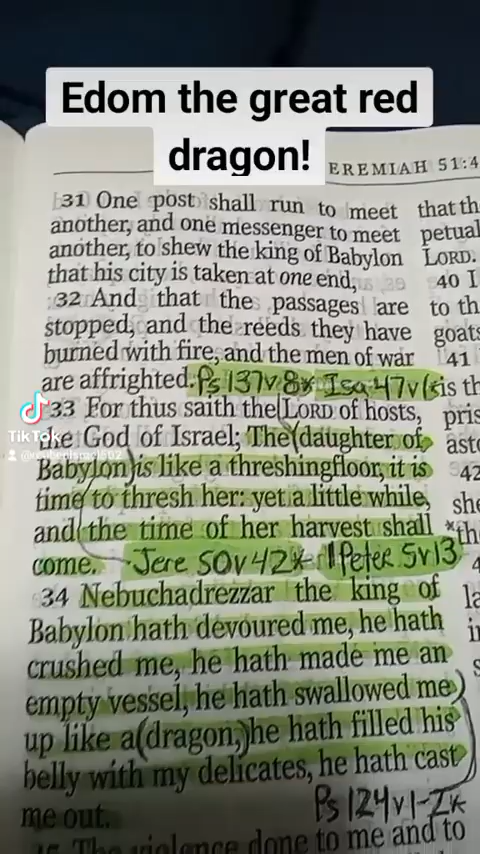 Edom the great red
dragon!
EREMIAH 51:4
31 One post shall run to meet
another, and one messenger to meet
another, to shew the king of Babylon
that his city is taken at one end,
32 And that the passages are
stopped, and the reeds they have
burned with fire, and the men of war
are affrighted. Ps 137v8* Isa 47v1*
33 For thus saith the LORD of hosts,
the God of Israel; The (daughter of
Babylon) is like a threshingfloor, it is
time to thresh her: yet a little while,
and the time of her harvest shall
come. Jere 50v42* 1 Peter 5v13
34 Nebuchadrezzar the king of
Babylon hath devoured me, he hath
crushed me, he hath made me an
empty vessel, he hath swallowed me
up like a (dragon,) he hath filled his
belly with my delicates, he hath cast
me out. Ps 124v1-2*
The violence done to me and to
that th
petual
LORD.
40 I
to th
goats
41
is th
pris
asto
42
she
*th
TikTok